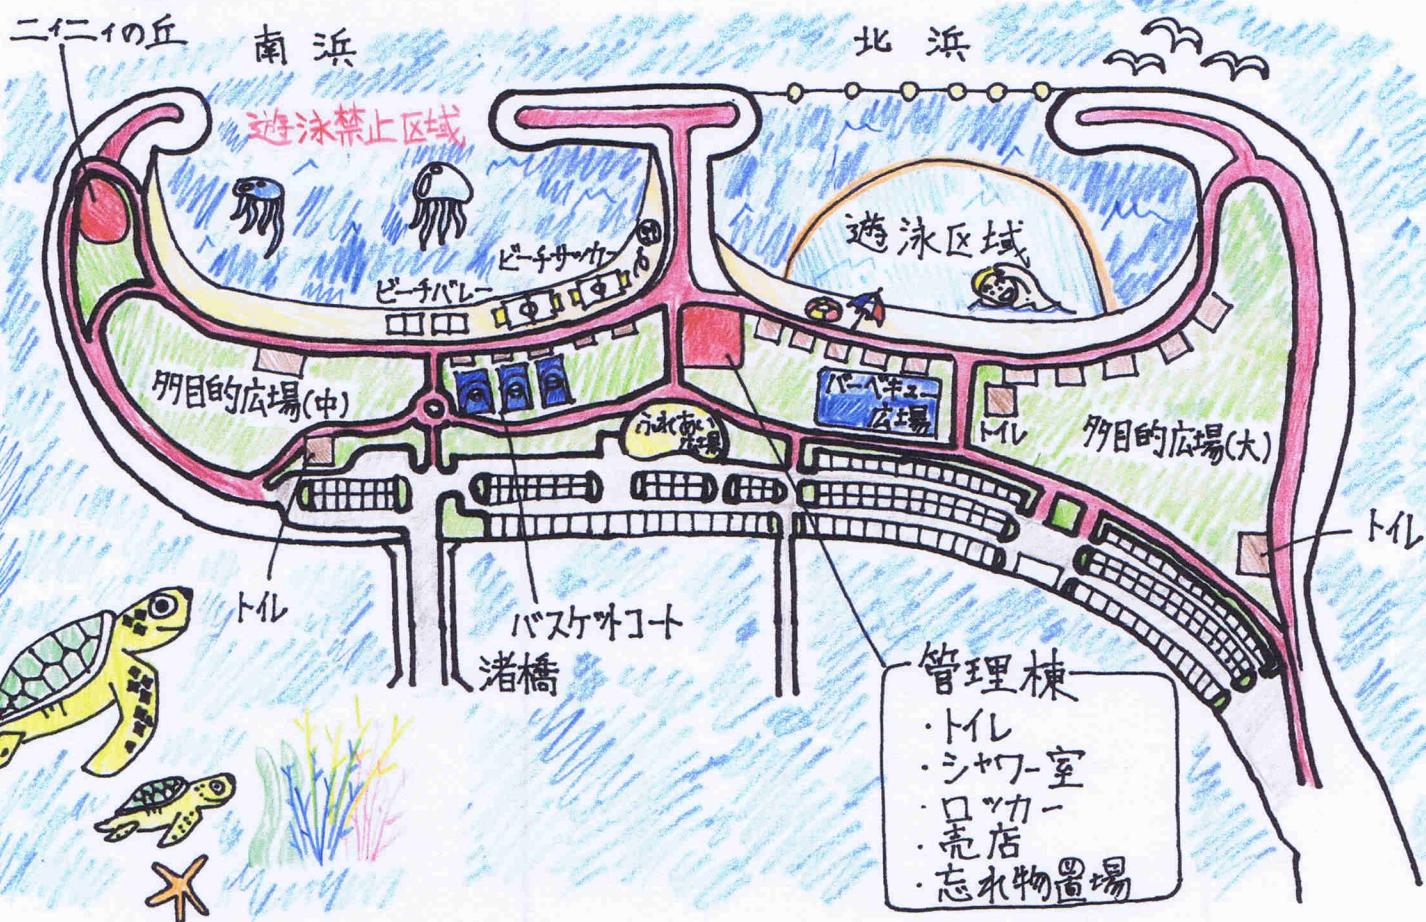 ニィニィの丘
南浜
北浜
遊泳禁止区域
遊泳区域
ビーチサッカー
ビーチバレー
多目的広場(中)
バーベキュー
広場
ふれあい
広場
トイレ
多目的広場(大)
トイレ
トイレ
バスケットコート
渚橋
管理棟
・トイレ
・シャワー室
・ロッカー
・売店
・忘れ物置場